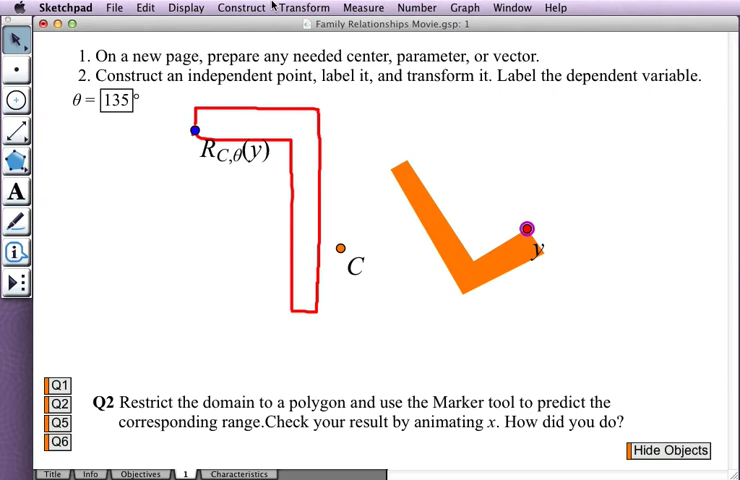 Sketchpad File Edit Display Construct Transform Measure Number Graph Window Help
Family Relationships Movie.gsp: 1
1. On a new page, prepare any needed center, parameter, or vector.
2. Construct an independent point, label it, and transform it. Label the dependent variable.
θ = 135°
R_C,θ(y)
y
C
Q1
Q2
Q5
Q6
Q2 Restrict the domain to a polygon and use the Marker tool to predict the
corresponding range.Check your result by animating x. How did you do?
Hide Objects
Title Info Objectives 1 Characteristics
A